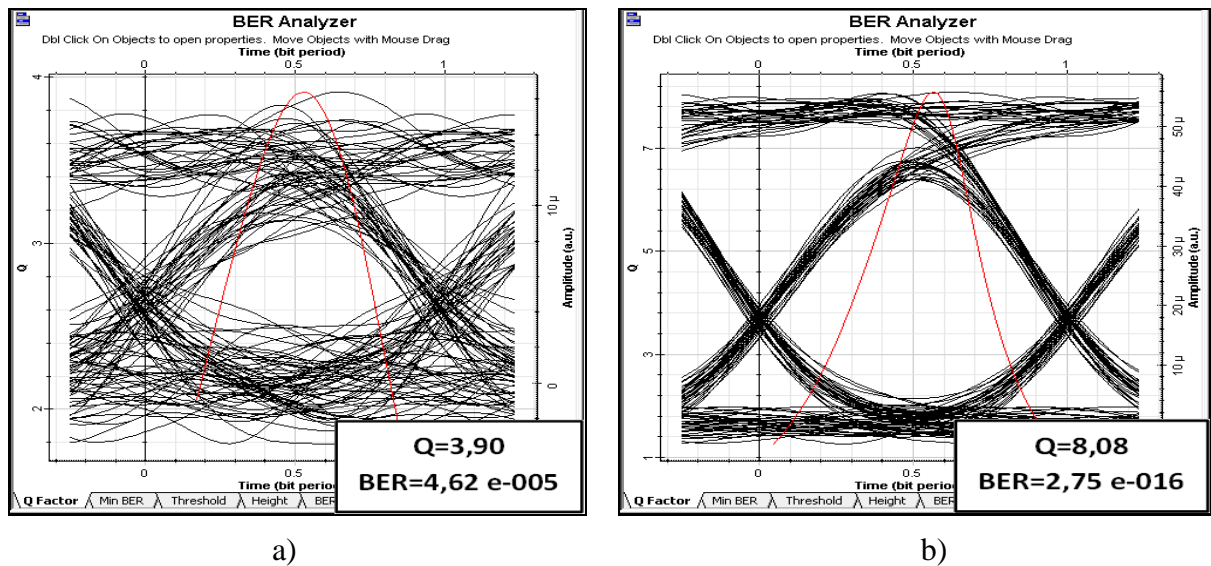 BER Analyzer
Dbl Click On Objects to open properties. Move Objects with Mouse Drag
Time (bit period)
0 0.5 1
4
3
2
Q
10 µ
0
Amplitude (a.u.)
0 0.5
Time (bit period)
Q=3,90
BER=4,62 e-005
Q Factor Min BER Threshold Height BER
a)
BER Analyzer
Dbl Click On Objects to open properties. Move Objects with Mouse Drag
Time (bit period)
0 0.5 1
7
5
3
1
Q
50 µ
40 µ
30 µ
20 µ
10 µ
Amplitude (a.u.)
0 0.5
Time (bit period)
Q=8,08
BER=2,75 e-016
Q Factor Min BER Threshold Height BER
b)